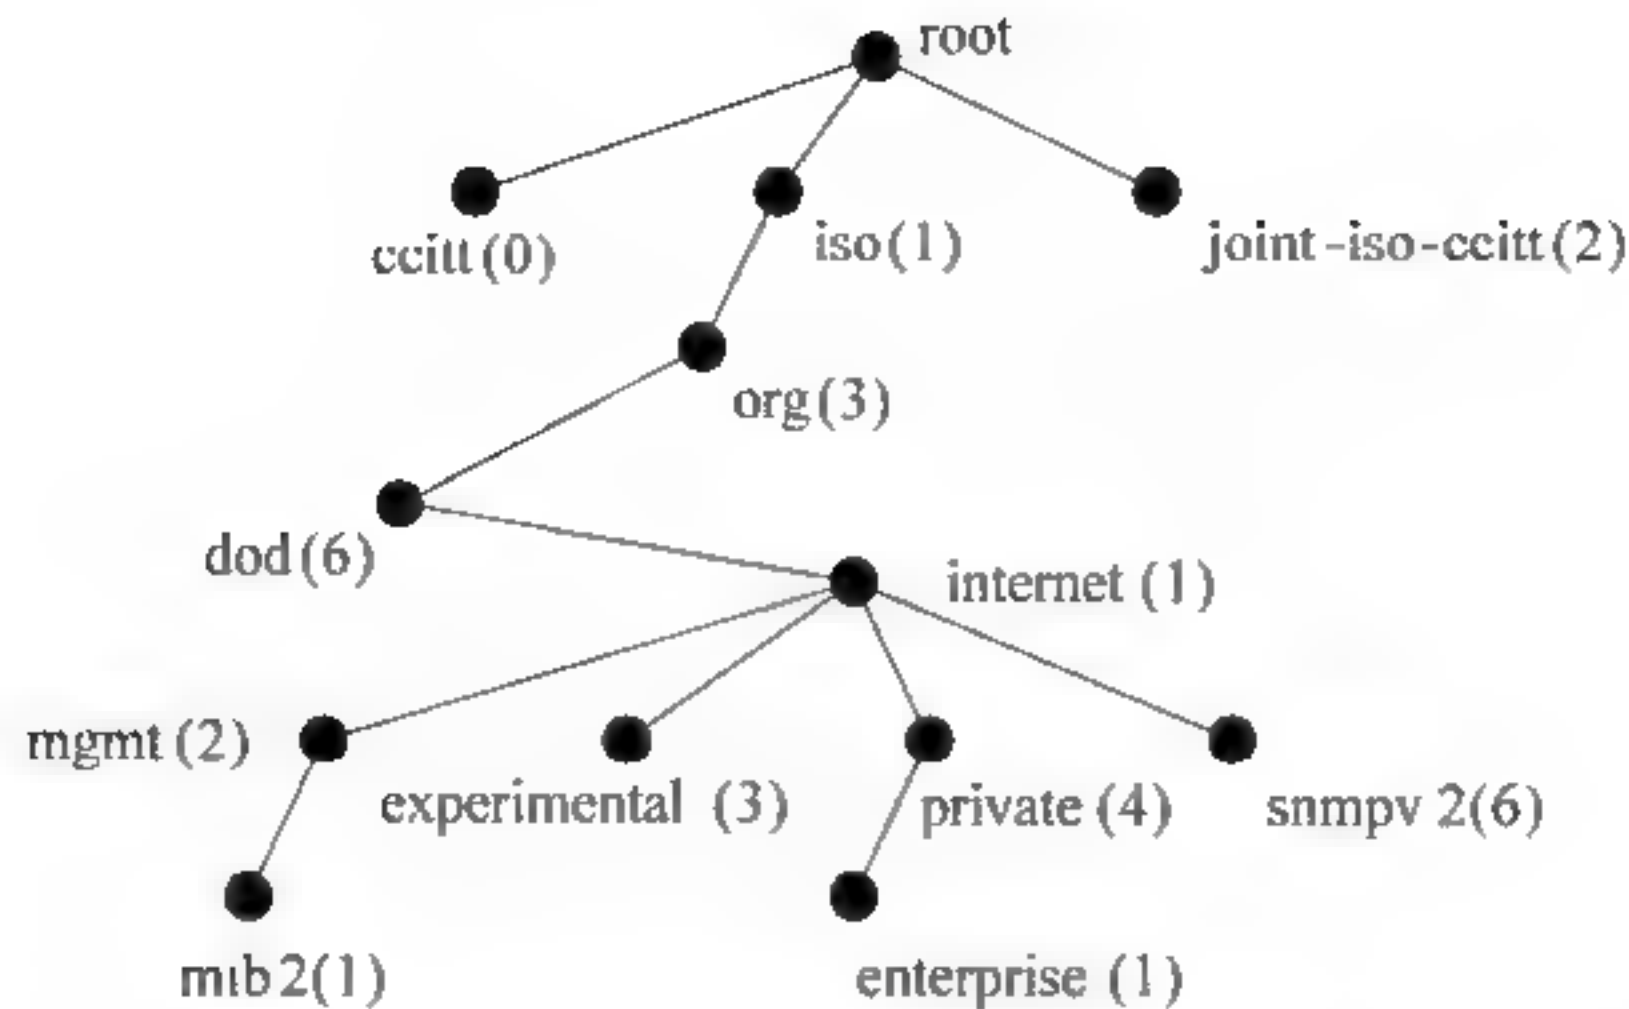 root
ccitt (0)
iso (1)
joint-iso-ccitt (2)
org (3)
dod (6)
internet (1)
mgmt (2)
experimental (3)
private (4)
snmpv 2(6)
mib 2(1)
enterprise (1)